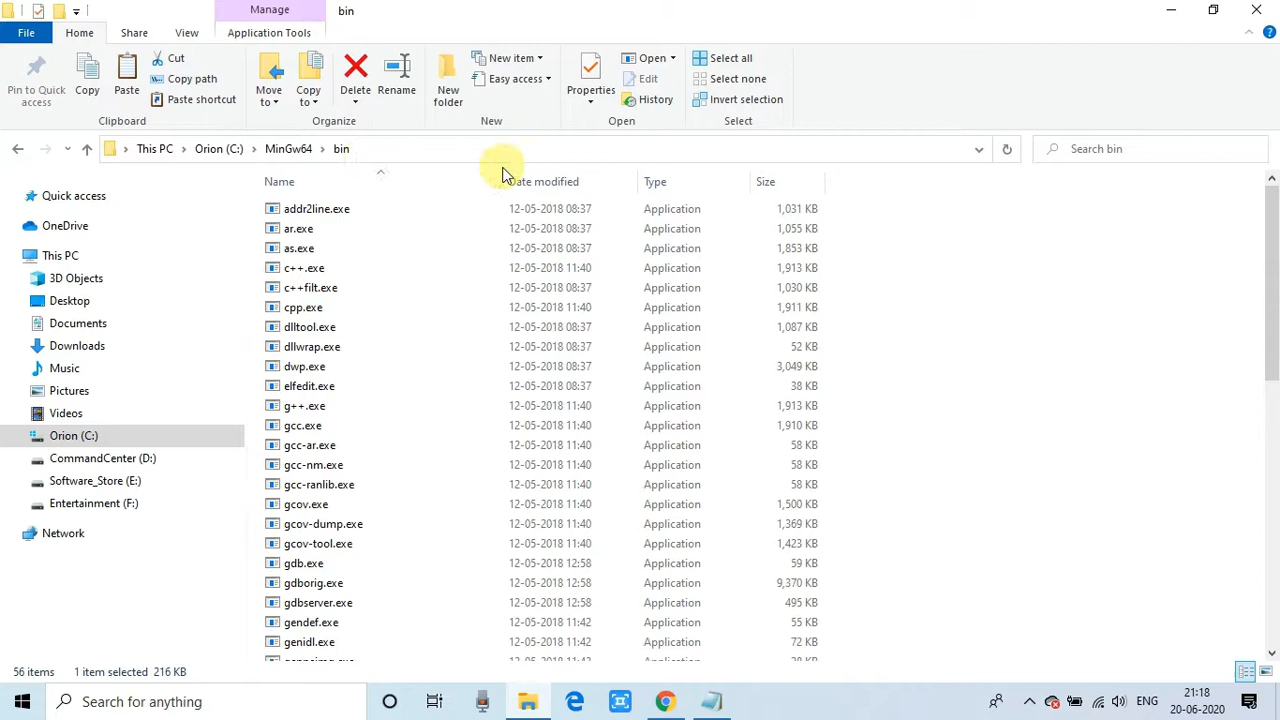 Manage
bin
File
Home
Share
View
Application Tools
Pin to Quick access
Copy
Paste
Cut
Copy path
Paste shortcut
Clipboard
Move to
Copy to
Delete
Rename
Organize
New folder
New item
Easy access
New
Properties
Open
Edit
History
Open
Select all
Select none
Invert selection
Select
This PC
Orion (C:)
MinGw64
bin
Search bin
Name
Date modified
Type
Size
Quick access
OneDrive
This PC
3D Objects
Desktop
Documents
Downloads
Music
Pictures
Videos
Orion (C:)
CommandCenter (D:)
Software_Store (E:)
Entertainment (F:)
Network
addr2line.exe 12-05-2018 08:37 Application 1,031 KB
ar.exe 12-05-2018 08:37 Application 1,055 KB
as.exe 12-05-2018 08:37 Application 1,853 KB
c++.exe 12-05-2018 11:40 Application 1,913 KB
c++filt.exe 12-05-2018 08:37 Application 1,030 KB
cpp.exe 12-05-2018 11:40 Application 1,911 KB
dlltool.exe 12-05-2018 08:37 Application 1,087 KB
dllwrap.exe 12-05-2018 08:37 Application 52 KB
dwp.exe 12-05-2018 08:37 Application 3,049 KB
elfedit.exe 12-05-2018 08:37 Application 38 KB
g++.exe 12-05-2018 11:40 Application 1,913 KB
gcc.exe 12-05-2018 11:40 Application 1,910 KB
gcc-ar.exe 12-05-2018 11:40 Application 58 KB
gcc-nm.exe 12-05-2018 11:40 Application 58 KB
gcc-ranlib.exe 12-05-2018 11:40 Application 58 KB
gcov.exe 12-05-2018 11:40 Application 1,500 KB
gcov-dump.exe 12-05-2018 11:40 Application 1,369 KB
gcov-tool.exe 12-05-2018 11:40 Application 1,423 KB
gdb.exe 12-05-2018 12:58 Application 59 KB
gdborig.exe 12-05-2018 12:58 Application 9,370 KB
gdbserver.exe 12-05-2018 12:58 Application 495 KB
gendef.exe 12-05-2018 11:42 Application 55 KB
genidl.exe 12-05-2018 11:42 Application 72 KB
56 items 1 item selected 216 KB
Search for anything
ENG
21:18
20-06-2020